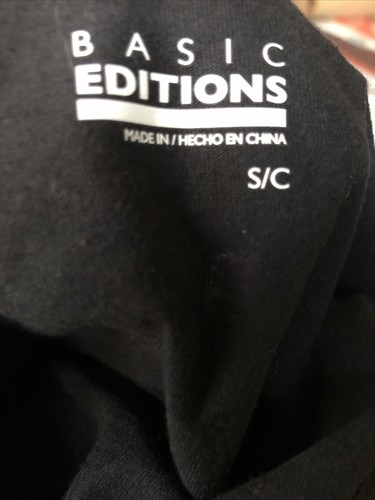 BASIC
EDITIONS
MADE IN / HECHO EN CHINA
S/C